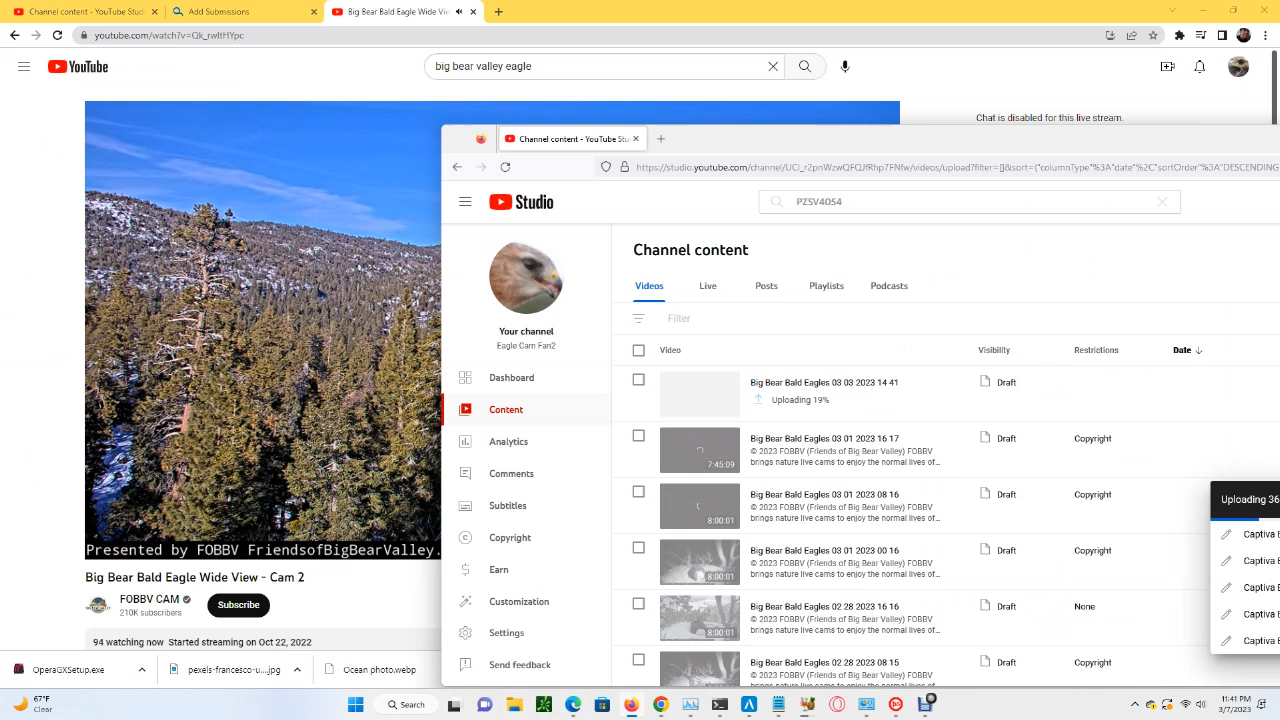 Channel content - YouTube Studio
Add Submissions
Big Bear Bald Eagle Wide View
youtube.com/watch?v=Qk_rwItHYpc
YouTube
big bear valley eagle
Chat is disabled for this live stream.
Channel content - YouTube Stu
https://studio.youtube.com/channel/UCl_r2pnWzwQFQJfRhp7FNfw/videos/upload?filter=[]&sort={"columnType"%3A"date"%2C"sortOrder"%3A"DESCENDING
Studio
PZSV4054
Channel content
Videos
Live
Posts
Playlists
Podcasts
Filter
Your channel
Eagle Cam Fan2
Dashboard
Content
Analytics
Comments
Subtitles
Copyright
Earn
Customization
Settings
Send feedback
Video
Visibility
Restrictions
Date
Big Bear Bald Eagles 03 03 2023 14 41
Uploading 19%
Draft
7:45:09
Big Bear Bald Eagles 03 01 2023 16 17
© 2023 FOBBV (Friends of Big Bear Valley) FOBBV
brings nature live cams to enjoy the normal lives of...
Draft
Copyright
8:00:01
Big Bear Bald Eagles 03 01 2023 08 16
© 2023 FOBBV (Friends of Big Bear Valley) FOBBV
brings nature live cams to enjoy the normal lives of...
Draft
Copyright
8:00:01
Big Bear Bald Eagles 03 01 2023 00 16
© 2023 FOBBV (Friends of Big Bear Valley) FOBBV
brings nature live cams to enjoy the normal lives of...
Draft
Copyright
8:00:01
Big Bear Bald Eagles 02 28 2023 16 16
© 2023 FOBBV (Friends of Big Bear Valley) FOBBV
brings nature live cams to enjoy the normal lives of...
Draft
None
Big Bear Bald Eagles 02 28 2023 08 15
© 2023 FOBBV (Friends of Big Bear Valley) FOBBV
Draft
Copyright
Uploading 36
Captiva E
Captiva E
Captiva E
Captiva E
Captiva E
Presented by FOBBV FriendsofBigBearValley.
Big Bear Bald Eagle Wide View - Cam 2
FOBBV CAM
210K subscribers
Subscribe
94 watching now Started streaming on Oct 22, 2022
OperaGXSetup.exe
pexels-francesco-u....jpg
Ocean photo.webp
67°F
Clear
Search
11:41 PM
3/7/2023